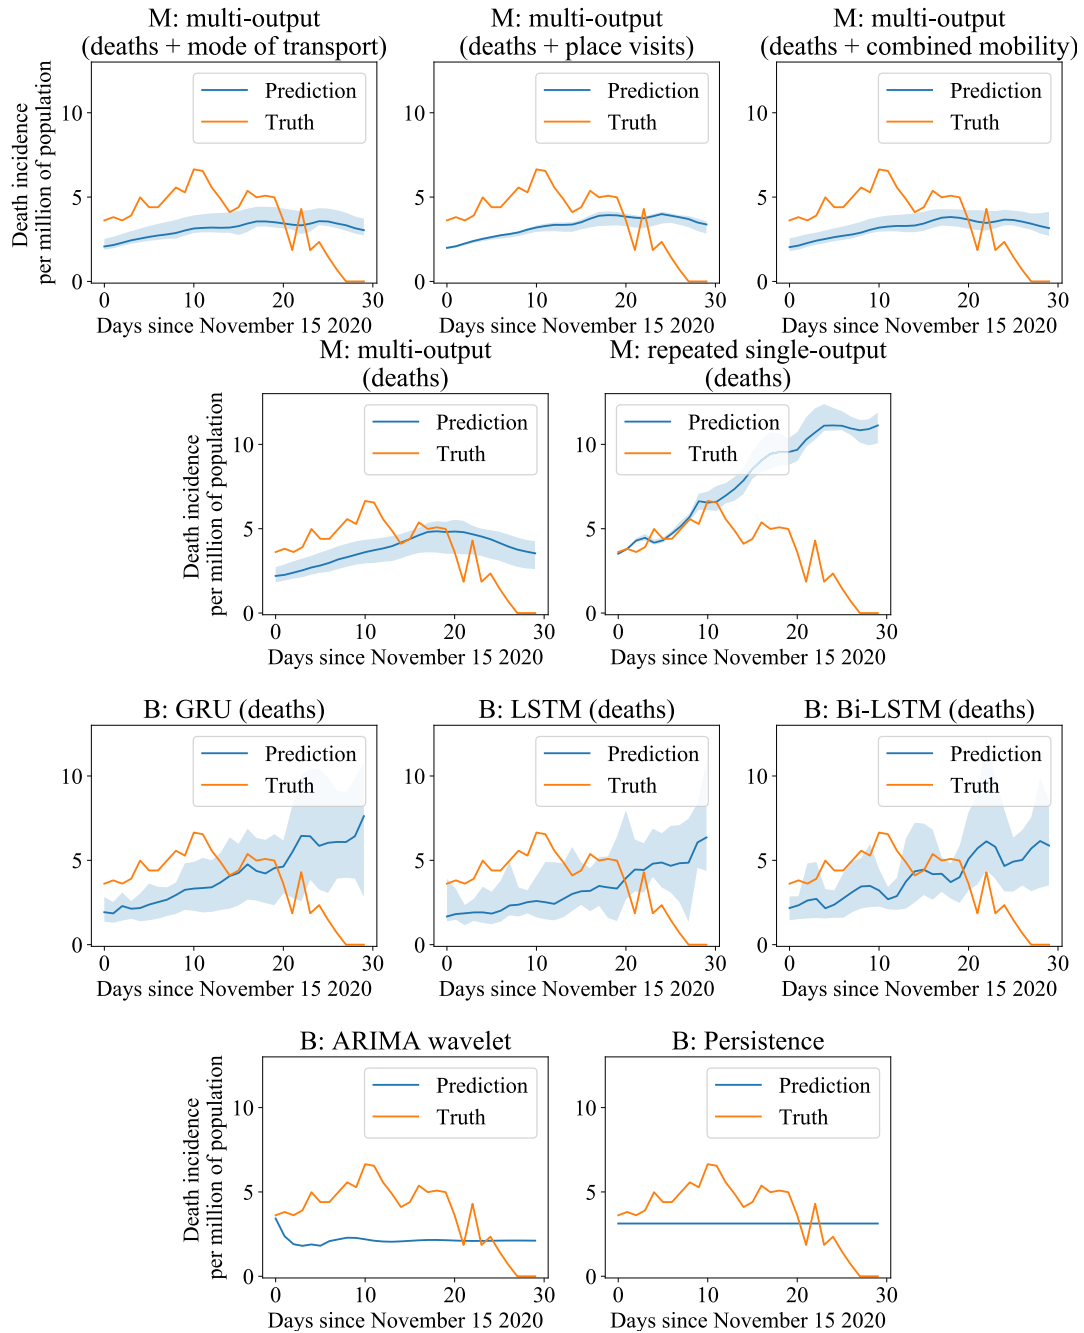 M: multi-output
(deaths + mode of transport)
M: multi-output
(deaths + place visits)
M: multi-output
(deaths + combined mobility)
Death incidence
per million of population
10
5
0
Prediction
Truth
0 10 20 30
Days since November 15 2020
10
5
0
Prediction
Truth
0 10 20 30
Days since November 15 2020
10
5
0
Prediction
Truth
0 10 20 30
Days since November 15 2020
M: multi-output
(deaths)
M: repeated single-output
(deaths)
Death incidence
per million of population
10
5
0
Prediction
Truth
0 10 20 30
Days since November 15 2020
10
5
0
Prediction
Truth
0 10 20 30
Days since November 15 2020
B: GRU (deaths)
B: LSTM (deaths)
B: Bi-LSTM (deaths)
Death incidence
per million of population
10
5
0
Prediction
Truth
0 10 20 30
Days since November 15 2020
10
5
0
Prediction
Truth
0 10 20 30
Days since November 15 2020
10
5
0
Prediction
Truth
0 10 20 30
Days since November 15 2020
B: ARIMA wavelet
B: Persistence
Death incidence
per million of population
10
5
0
Prediction
Truth
0 10 20 30
Days since November 15 2020
10
5
0
Prediction
Truth
0 10 20 30
Days since November 15 2020